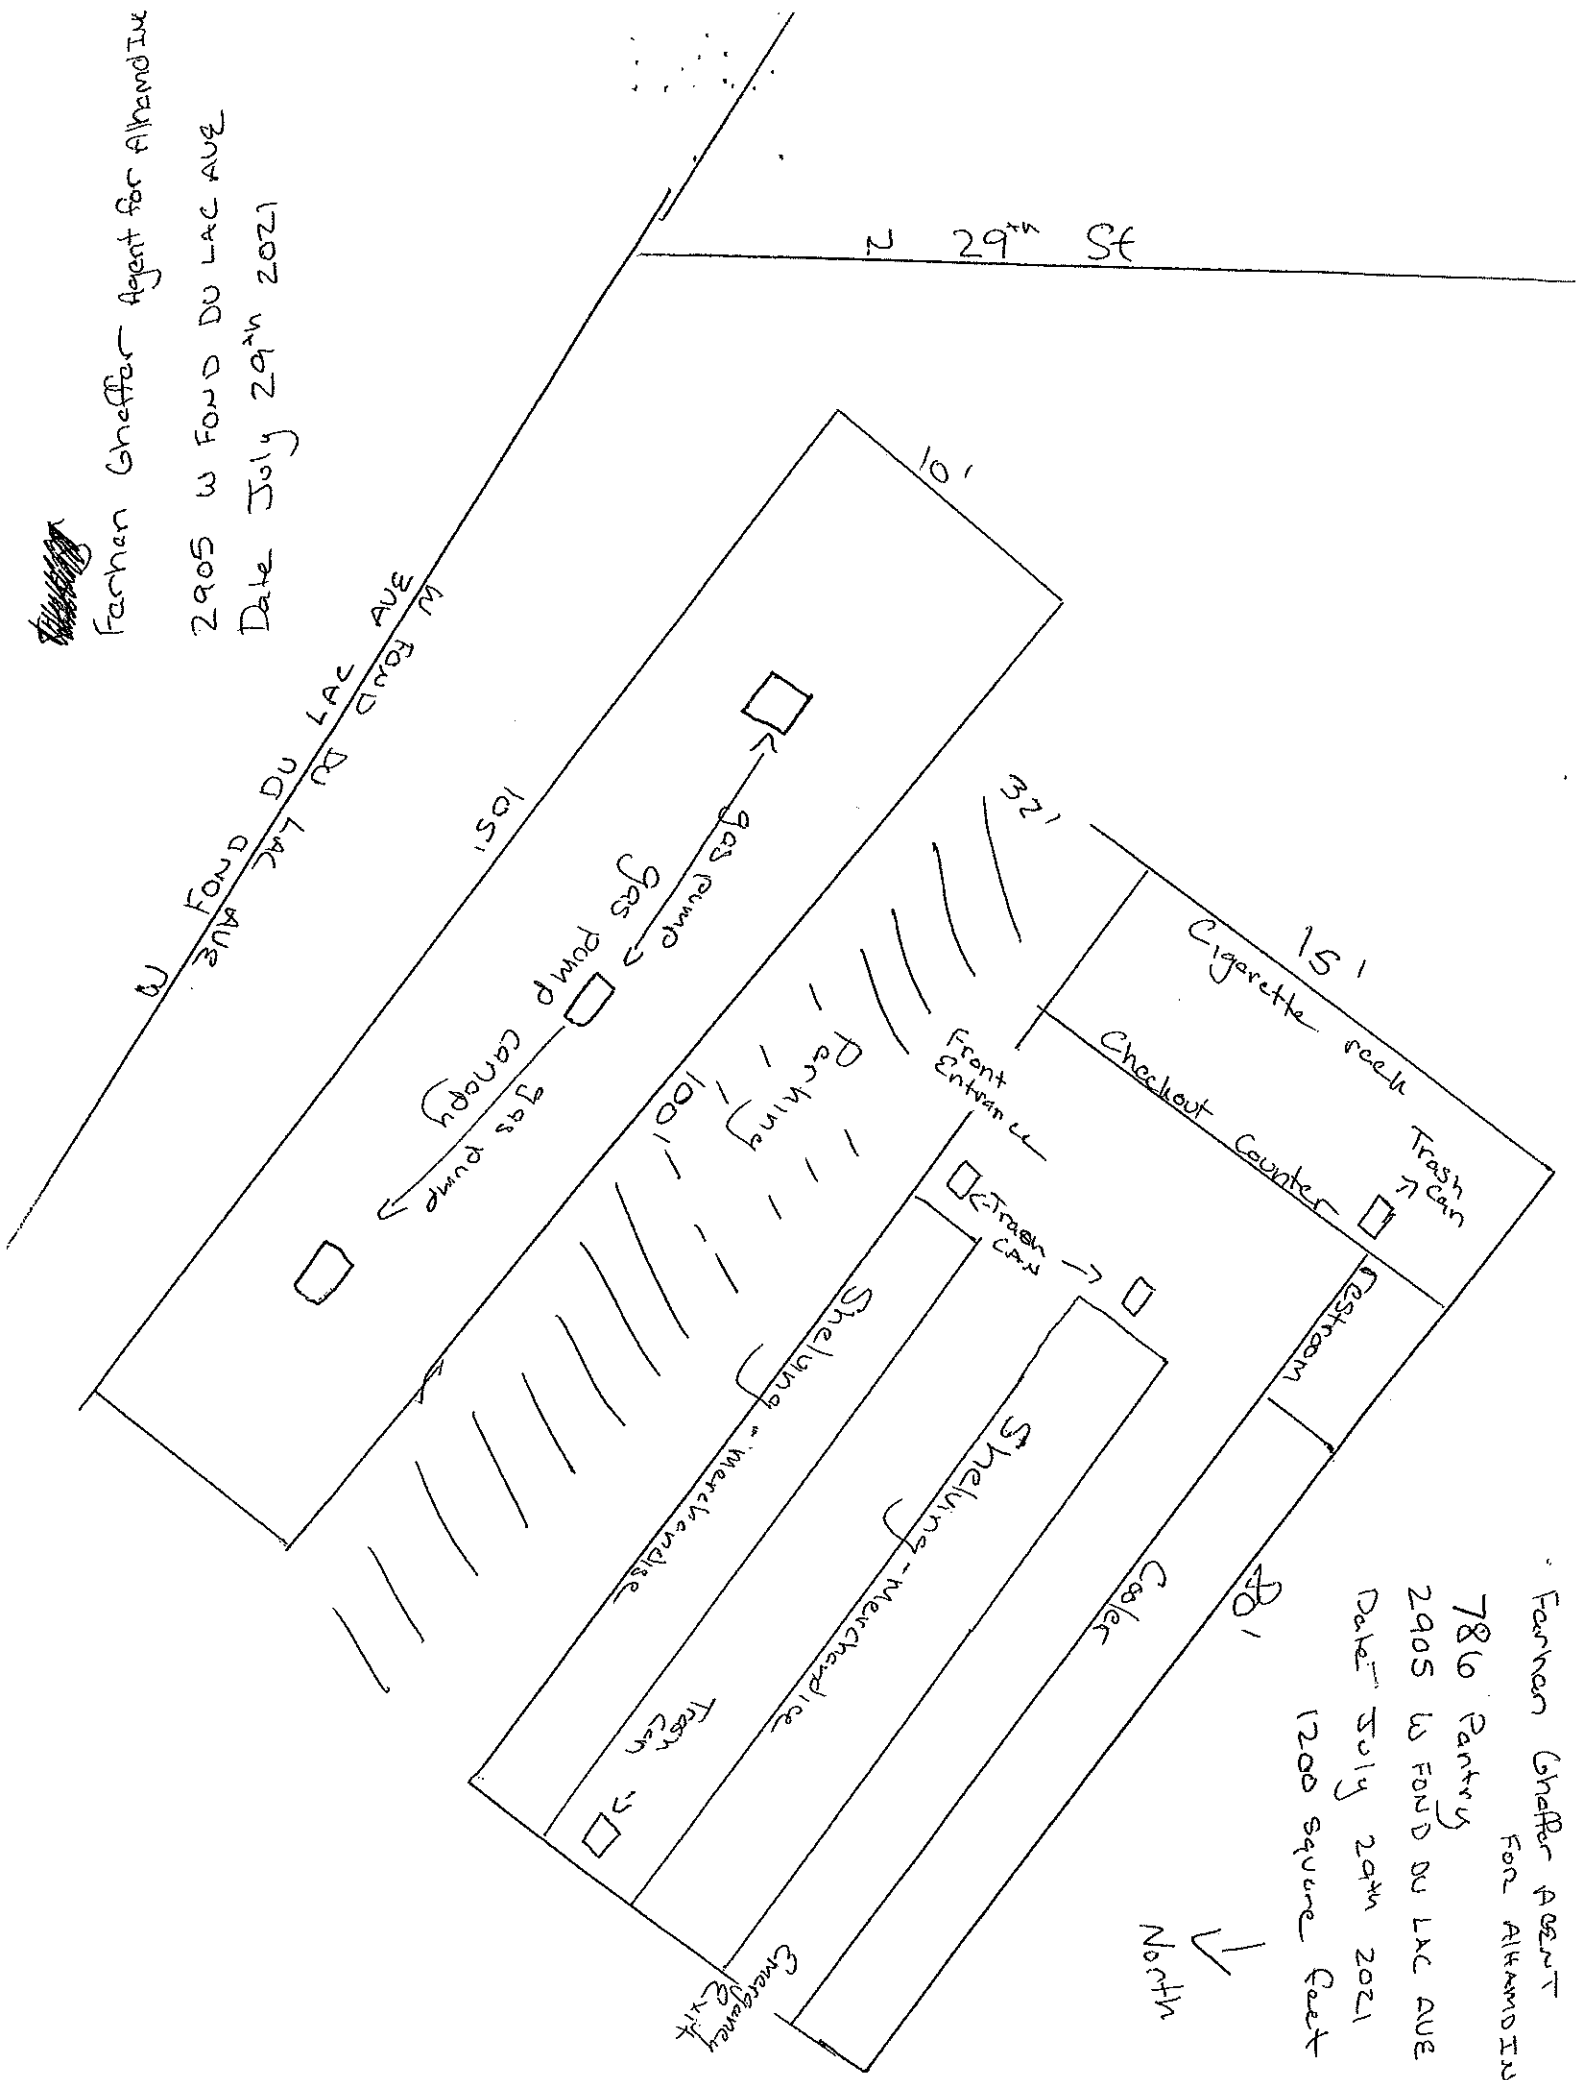 Farhan Ghaffar Agent for Alhamd INC
2905 W FOND DU LAC AVE
Date July 29th 2021
N 29th St
W FOND DU LAC AVE
W FOND DU LAC AVE
10'
105'
gas pump
gas pump canopy
gas pump
100'
Parking
32'
15'
Cigarette rack
Checkout Counter
Trash can
Front Entrance
<-Trash CAN ->
restroom
Shelving - Merchandise
Shelving - Merchandice
Cooler
80'
Trash can
Emergency Exit
Farhan Ghaffar AGENT
FOR AlHAMD IN
786 Pantry
2905 W FOND DU LAC AVE
Date July 29th 2021
1200 square feet
North